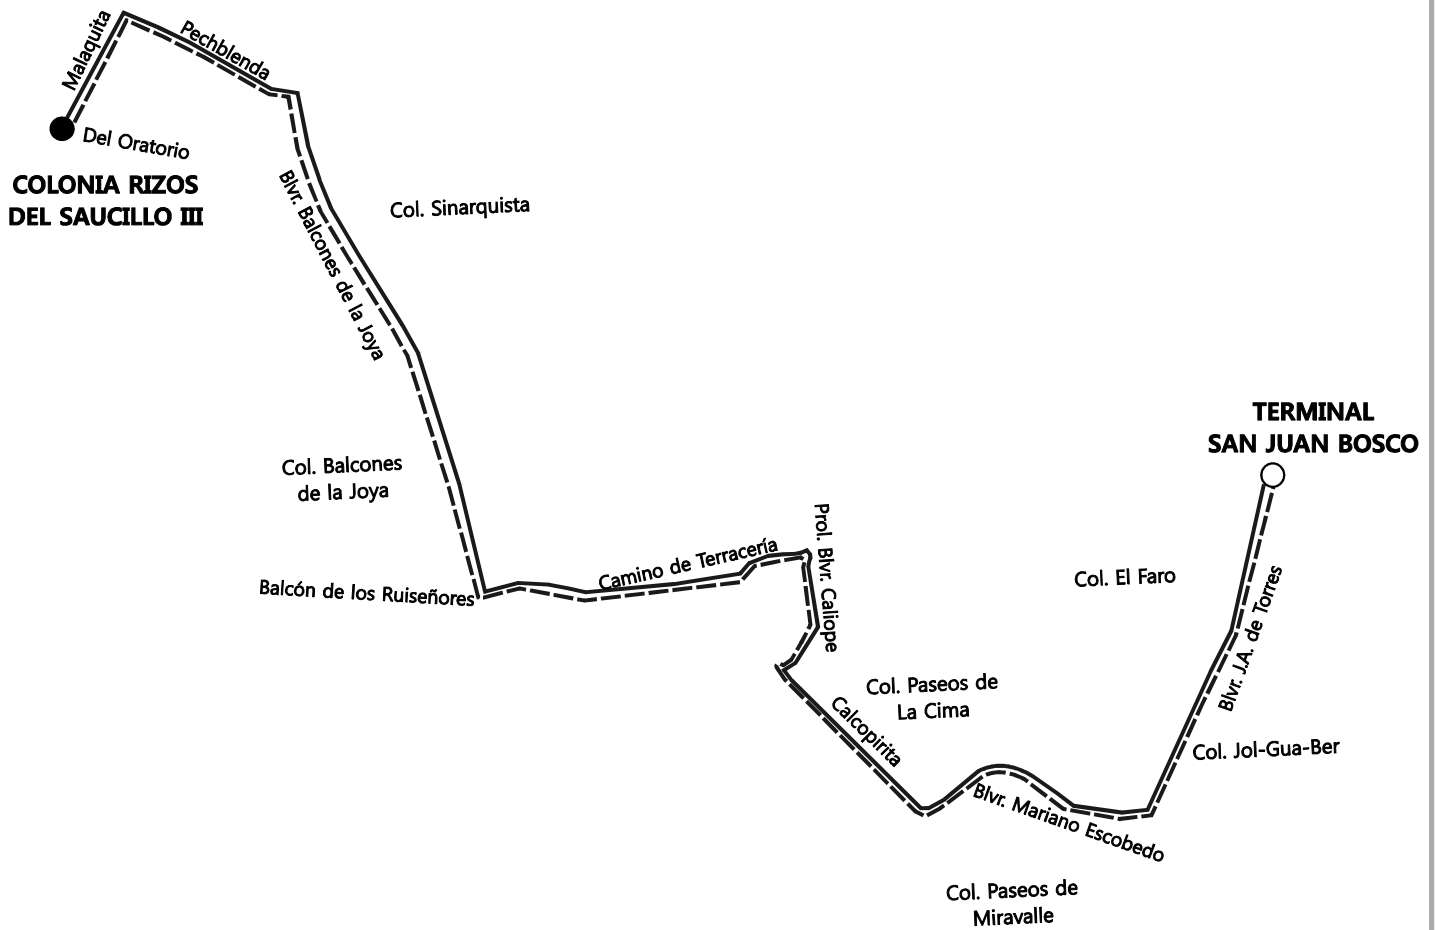 Malaquita
Pechblenda
Del Oratorio
COLONIA RIZOS
DEL SAUCILLO III
Blvr. Balcones de la Joya
Col. Sinarquista
Col. Balcones
de la Joya
Balcón de los Ruiseñores
Camino de Terracería
Prol. Blvr. Caliope
Calcopirita
Col. Paseos de
La Cima
Blvr. Mariano Escobedo
Col. Paseos de
Miravalle
TERMINAL
SAN JUAN BOSCO
Col. El Faro
Blvr. J.A. de Torres
Col. Jol-Gua-Ber